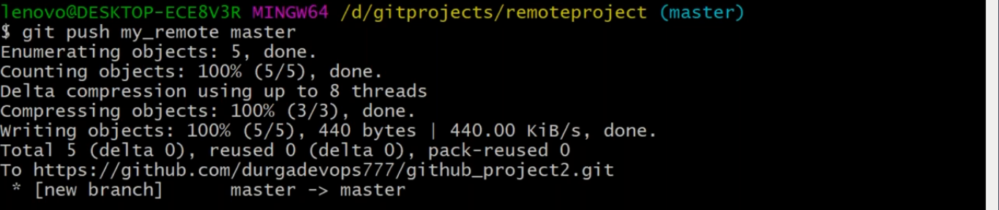 lenovo@DESKTOP-ECE8V3R MINGW64 /d/gitprojects/remoteproject (master)
$ git push my_remote master
Enumerating objects: 5, done.
Counting objects: 100% (5/5), done.
Delta compression using up to 8 threads
Compressing objects: 100% (3/3), done.
Writing objects: 100% (5/5), 440 bytes | 440.00 KiB/s, done.
Total 5 (delta 0), reused 0 (delta 0), pack-reused 0
To https://github.com/durgadevops777/github_project2.git
 * [new branch]      master -> master